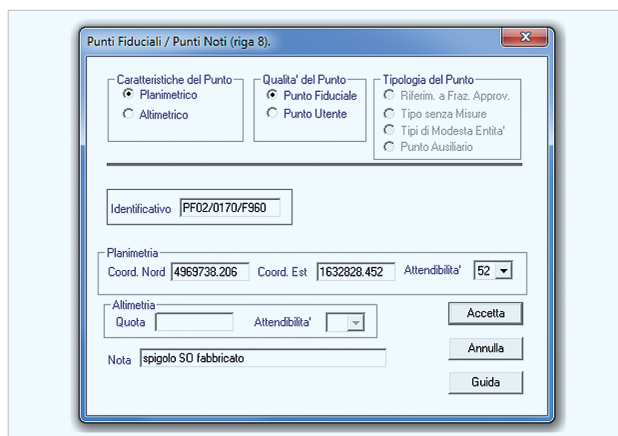 Punti Fiduciali / Punti Noti (riga 8).
Caratteristiche del Punto
Planimetrico
Altimetrico
Qualita' del Punto
Punto Fiduciale
Punto Utente
Tipologia del Punto
Riferim. a Fraz. Approv.
Tipo senza Misure
Tipi di Modesta Entita'
Punto Ausiliario
Identificativo PF02/0170/F960
Planimetria
Coord. Nord 4969738.206 Coord. Est 1632828.452 Attendibilita' 52
Altimetria
Quota Attendibilita'
Nota spigolo SO fabbricato
Accetta
Annulla
Guida